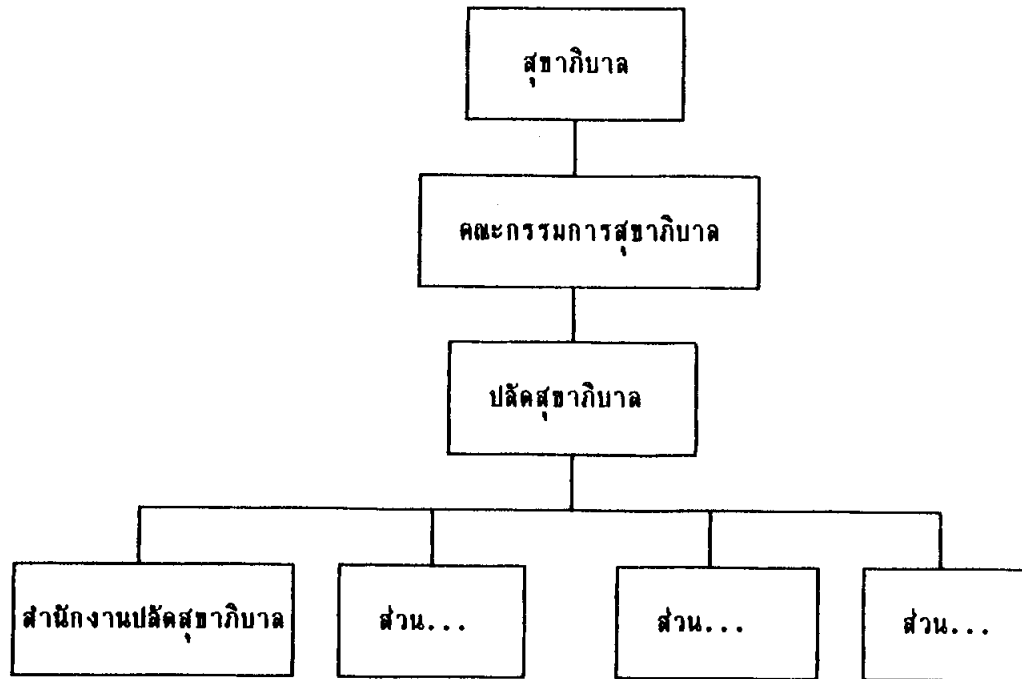 สุขาภิบาล
คณะกรรมการสุขาภิบาล
ปลัดสุขาภิบาล
สำนักงานปลัดสุขาภิบาล
ส่วน...
ส่วน...
ส่วน...